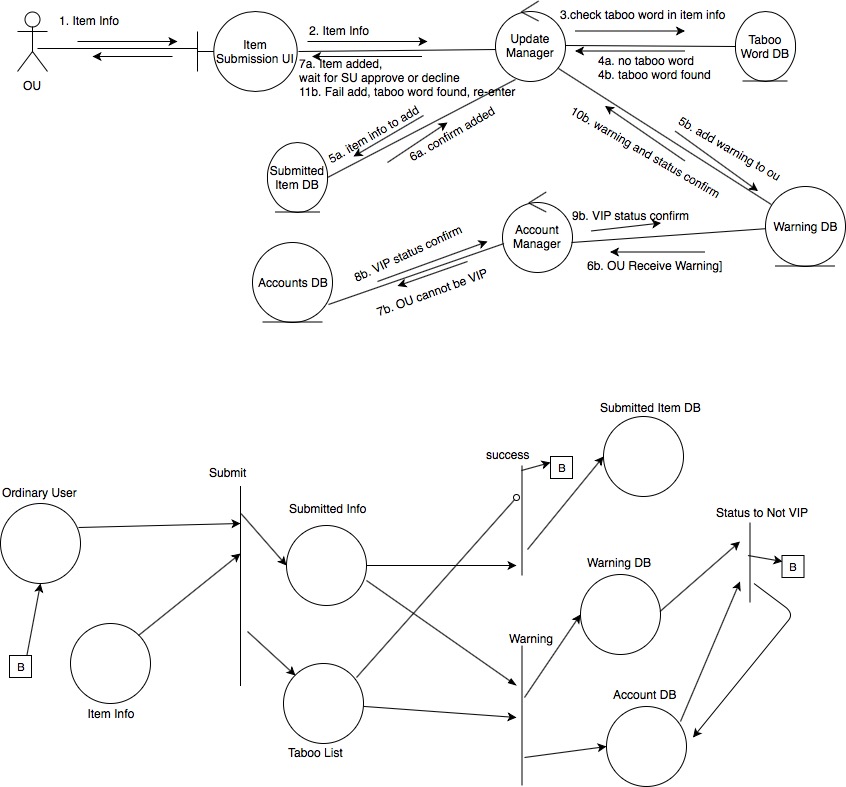 1. Item Info
OU
Item
Submission UI
2. Item Info
7a. Item added,
wait for SU approve or decline
11b. Fail add, taboo word found, re-enter
Update
Manager
3.check taboo word in item info
4a. no taboo word
4b. taboo word found
Taboo
Word DB
5a. item info to add
6a. confirm added
Submitted
Item DB
10b. warning and status confirm
5b. add warning to ou
Warning DB
Account
Manager
9b. VIP status confirm
6b. OU Receive Warning]
8b. VIP status confirm
7b. OU cannot be VIP
Accounts DB
Submitted Item DB
success
B
Submit
Ordinary User
Submitted Info
Status to Not VIP
Warning DB
B
B
Warning
Item Info
Taboo List
Account DB